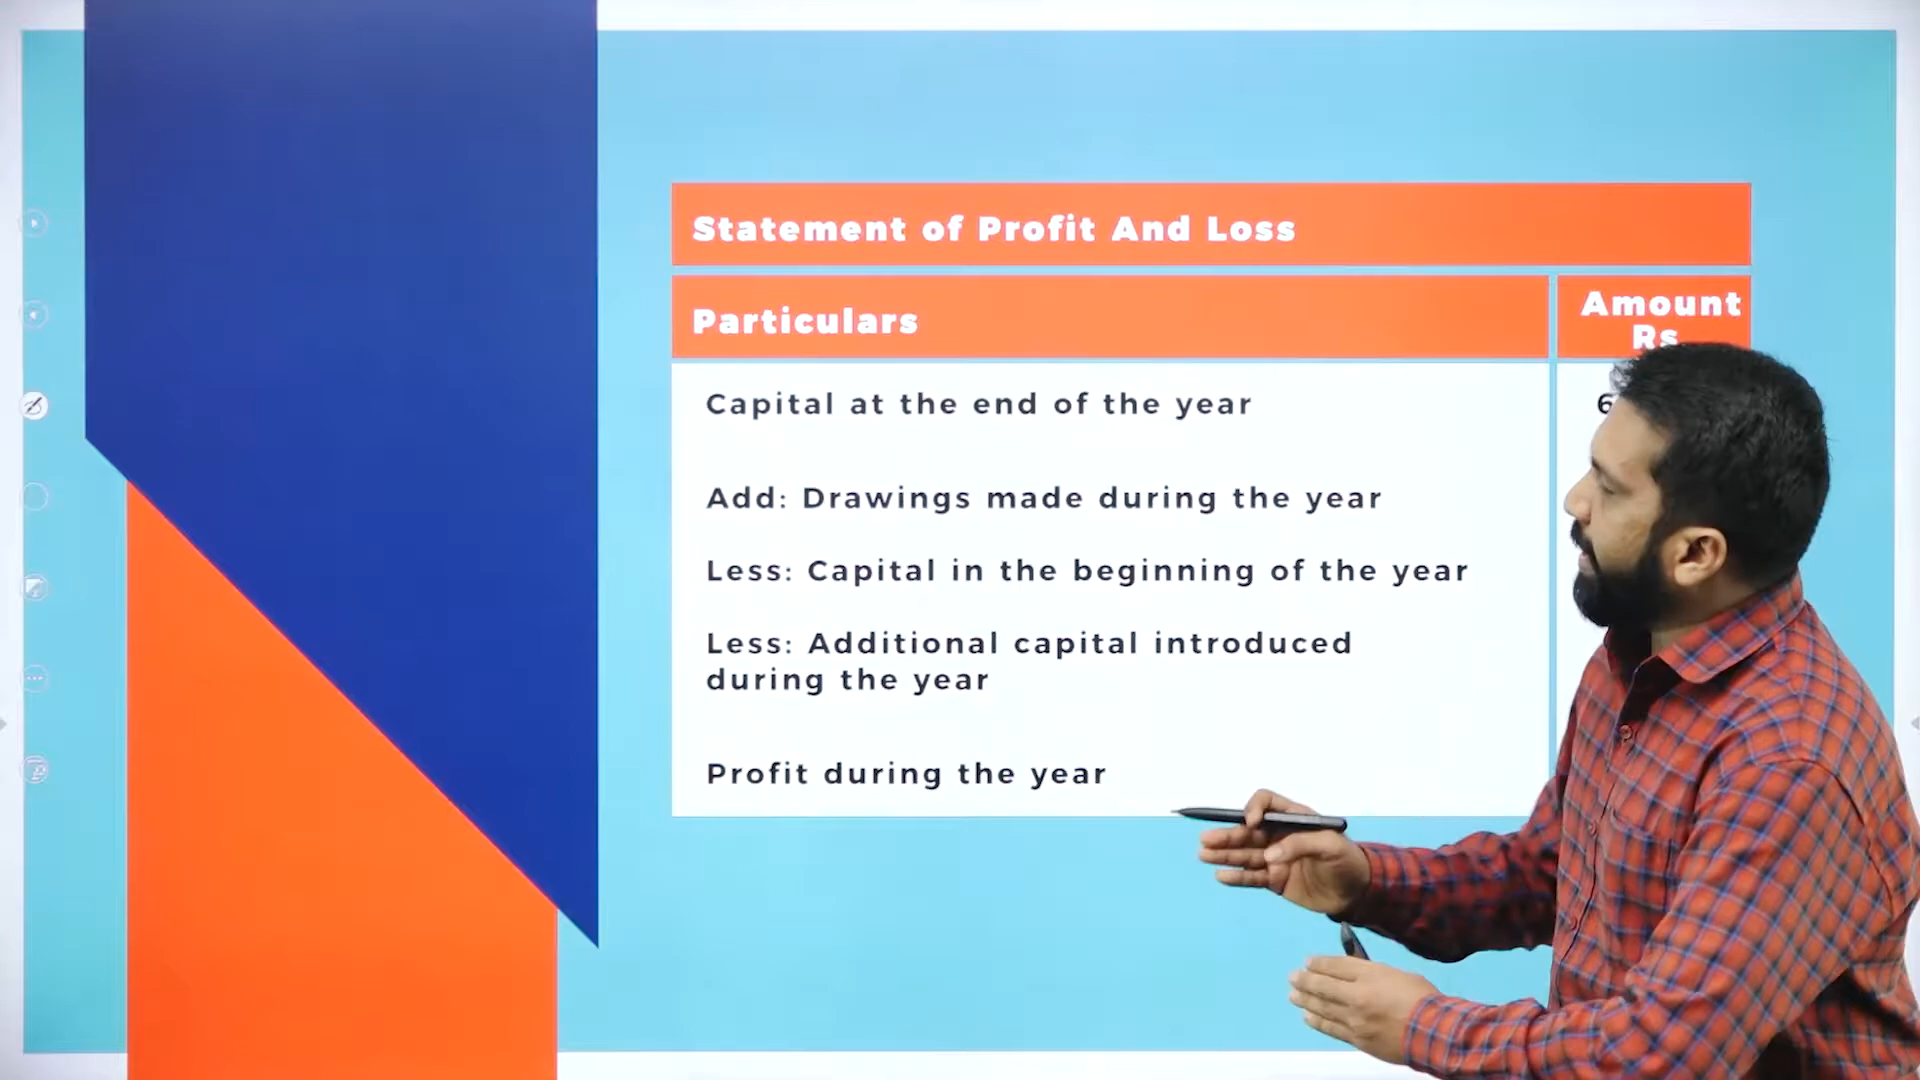 Statement of Profit And Loss
Particulars
Amount
Rs
Capital at the end of the year
Add: Drawings made during the year
Less: Capital in the beginning of the year
Less: Additional capital introduced
during the year
Profit during the year